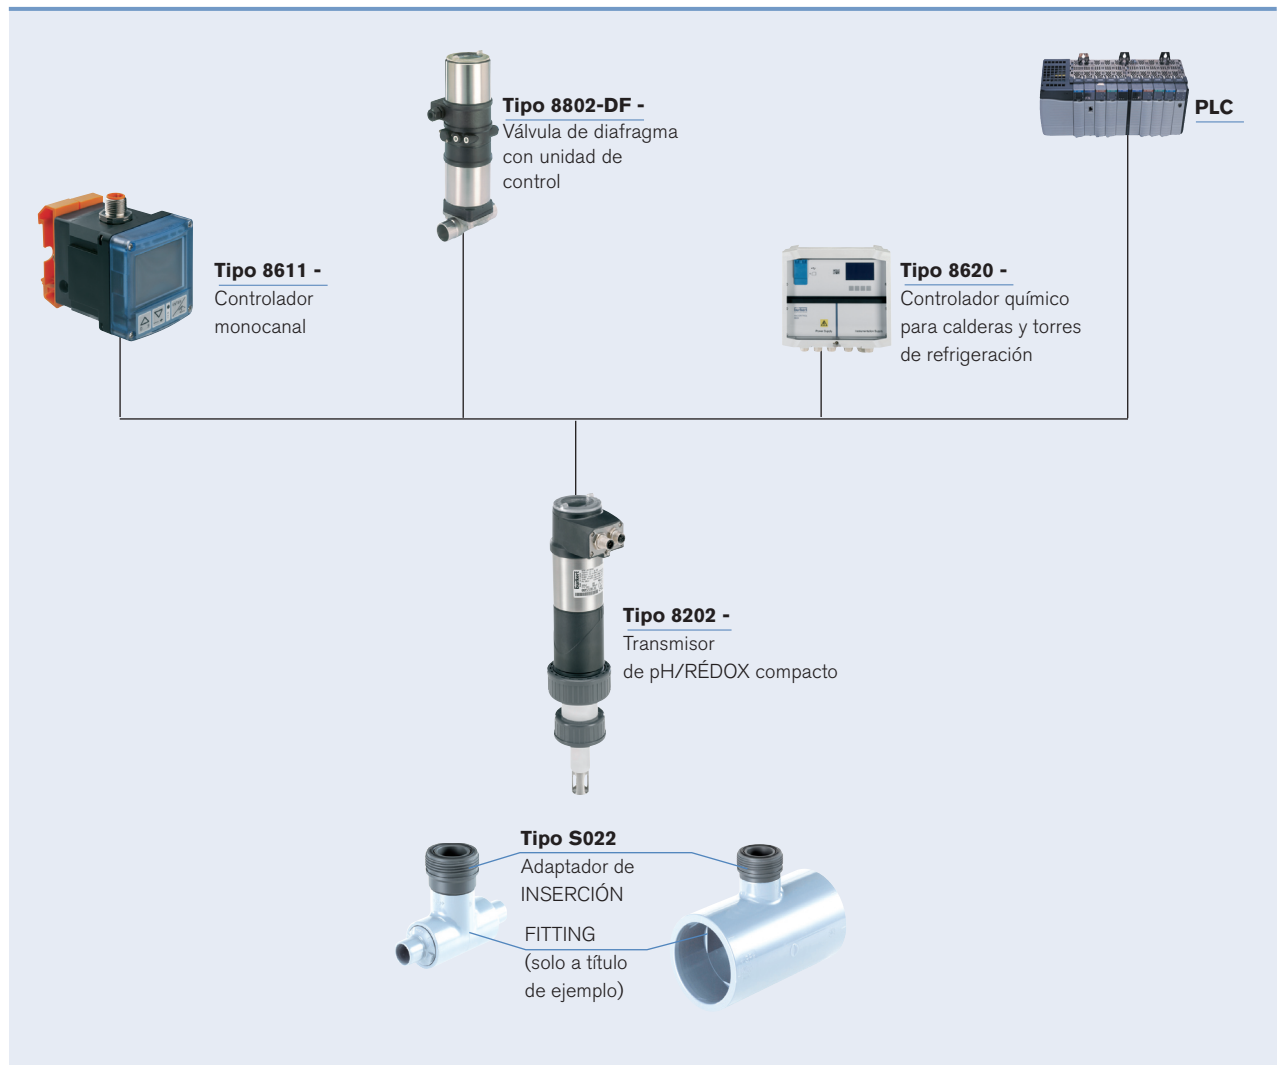 Tipo 8802-DF -
Válvula de diafragma
con unidad de
control
PLC
Tipo 8611 -
Controlador
monocanal
Tipo 8620 -
Controlador químico
para calderas y torres
de refrigeración
Tipo 8202 -
Transmisor
de pH/RÉDOX compacto
Tipo S022
Adaptador de
INSERCIÓN
FITTING
(solo a título
de ejemplo)